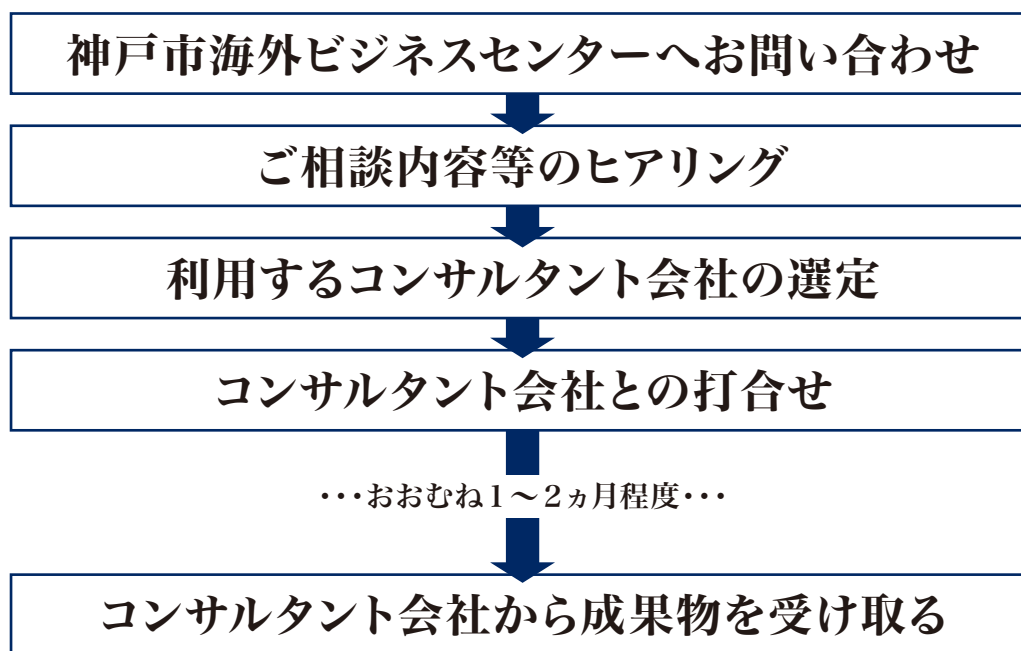 神戸市海外ビジネスセンターへお問い合わせ
ご相談内容等のヒアリング
利用するコンサルタント会社の選定
コンサルタント会社との打合せ
･･･おおむね1～2ヵ月程度･･･
コンサルタント会社から成果物を受け取る